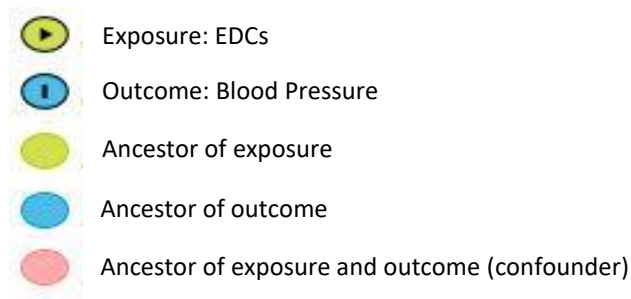 Exposure: EDCs
Outcome: Blood Pressure
Ancestor of exposure
Ancestor of outcome
Ancestor of exposure and outcome (confounder)